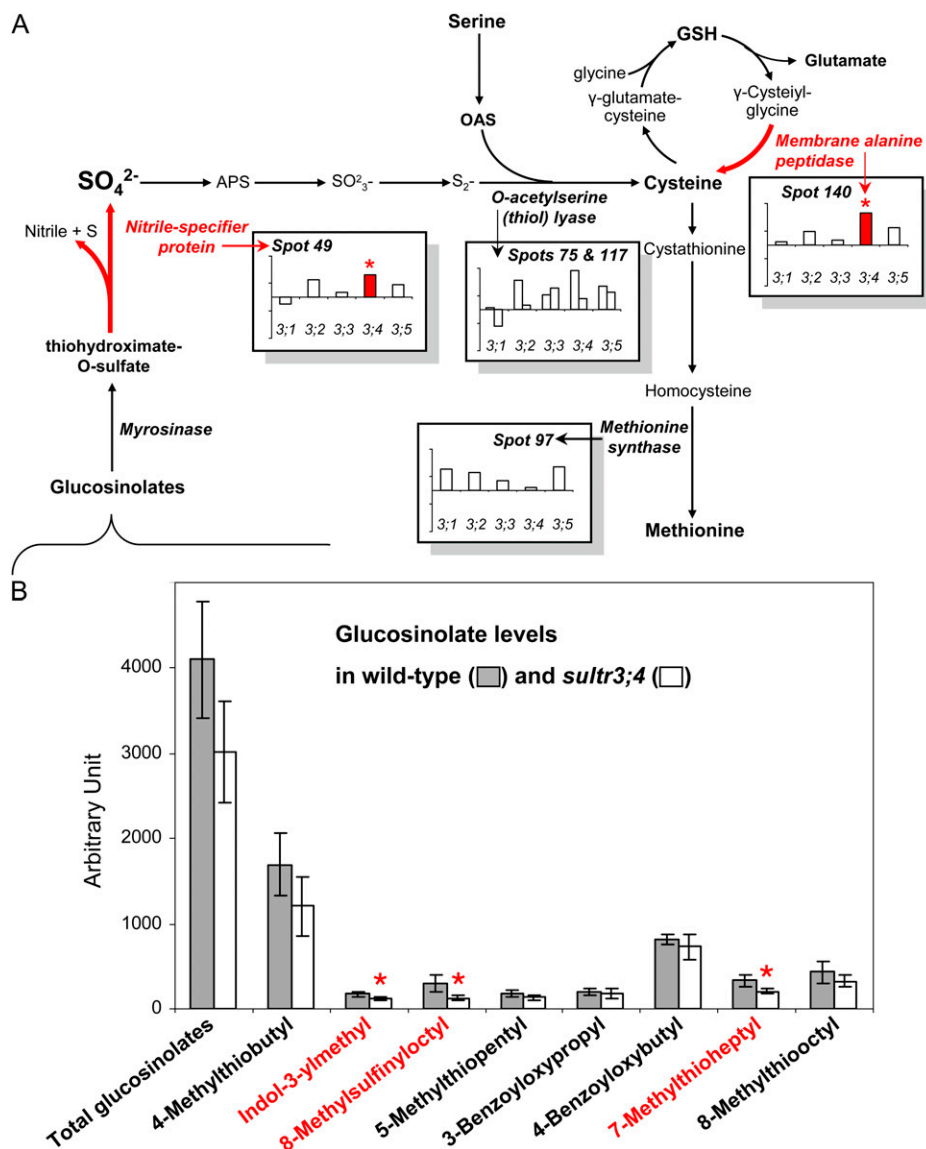 A
Serine
GSH
Glutamate
glycine
γ-glutamate-
cysteine
γ-Cysteiyl-
glycine
OAS
Membrane alanine
peptidase
SO₄²⁻
APS
SO²₃-
S₂-
Cysteine
O-acetylserine
(thiol) lyase
Nitrile + S
Nitrile-specifier
protein
Spot 49
*
3;1 3;2 3;3 3;4 3;5
Spots 75 & 117
3;1 3;2 3;3 3;4 3;5
Cystathionine
Spot 140
*
3;1 3;2 3;3 3;4 3;5
thiohydroximate-
O-sulfate
Homocysteine
Myrosinase
Spot 97
3;1 3;2 3;3 3;4 3;5
Methionine
synthase
Glucosinolates
Methionine
B
Glucosinolate levels
in wild-type ( ) and sultr3;4 ( )
Arbitrary Unit
4000
3000
2000
1000
0
* * *
Total glucosinolates
4-Methylthiobutyl
Indol-3-ylmethyl
8-Methylsulfinyloctyl
5-Methylthiopentyl
3-Benzoyloxypropyl
4-Benzoyloxybutyl
7-Methylthioheptyl
8-Methylthiooctyl